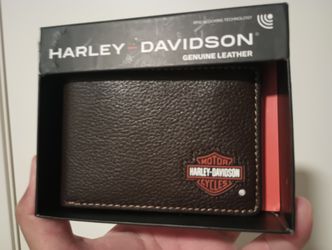 RFID BLOCKING TECHNOLOGY
HARLEY-DAVIDSON
GENUINE LEATHER
MOTOR
HARLEY-DAVIDSON
CYCLES